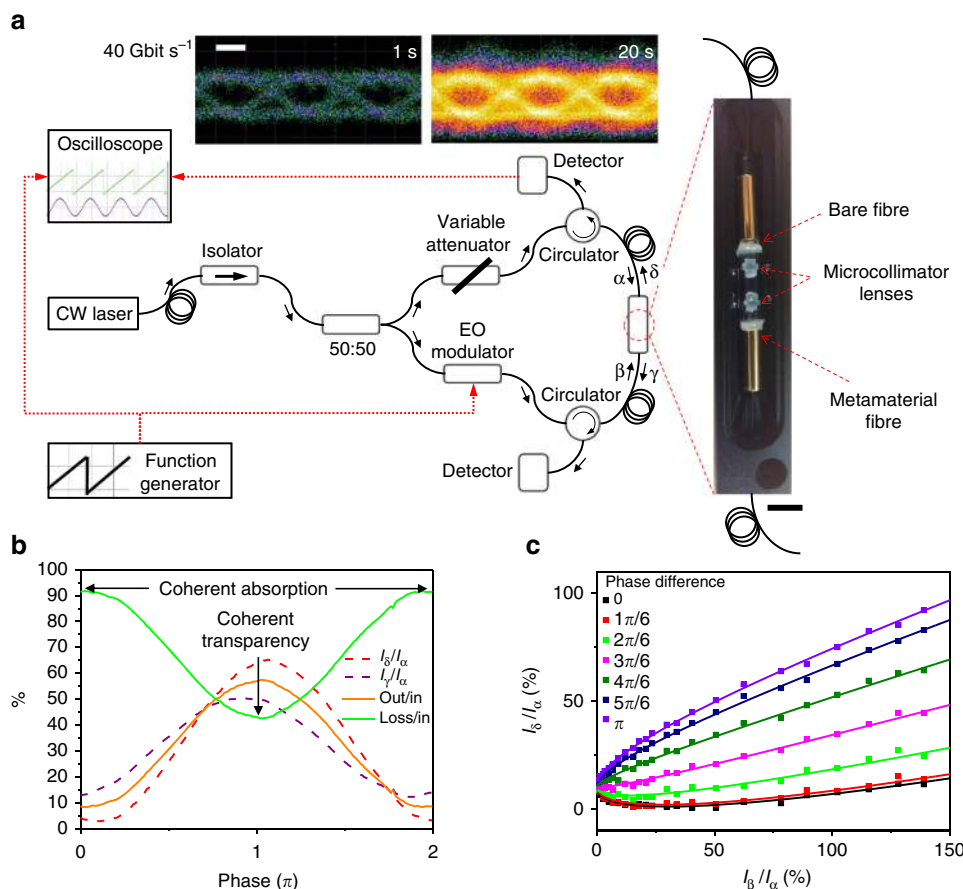 a
40 Gbit s⁻¹
1 s
20 s
Oscilloscope
Detector
Isolator
Variable
attenuator
Circulator
α
δ
CW laser
50:50
EO
modulator
β
γ
Circulator
Function
generator
Detector
Bare fibre
Microcollimator
lenses
Metamaterial
fibre
b
100
90
80
70
60
50
40
30
20
10
0
%
Coherent absorption
Coherent
transparency
Iδ/Iα
Iγ/Iα
Out/in
Loss/in
0
1
2
Phase (π)
c
Phase difference
0
1π/6
2π/6
3π/6
4π/6
5π/6
π
100
50
0
Iδ/Iα (%)
0
50
100
150
Iβ/Iα (%)